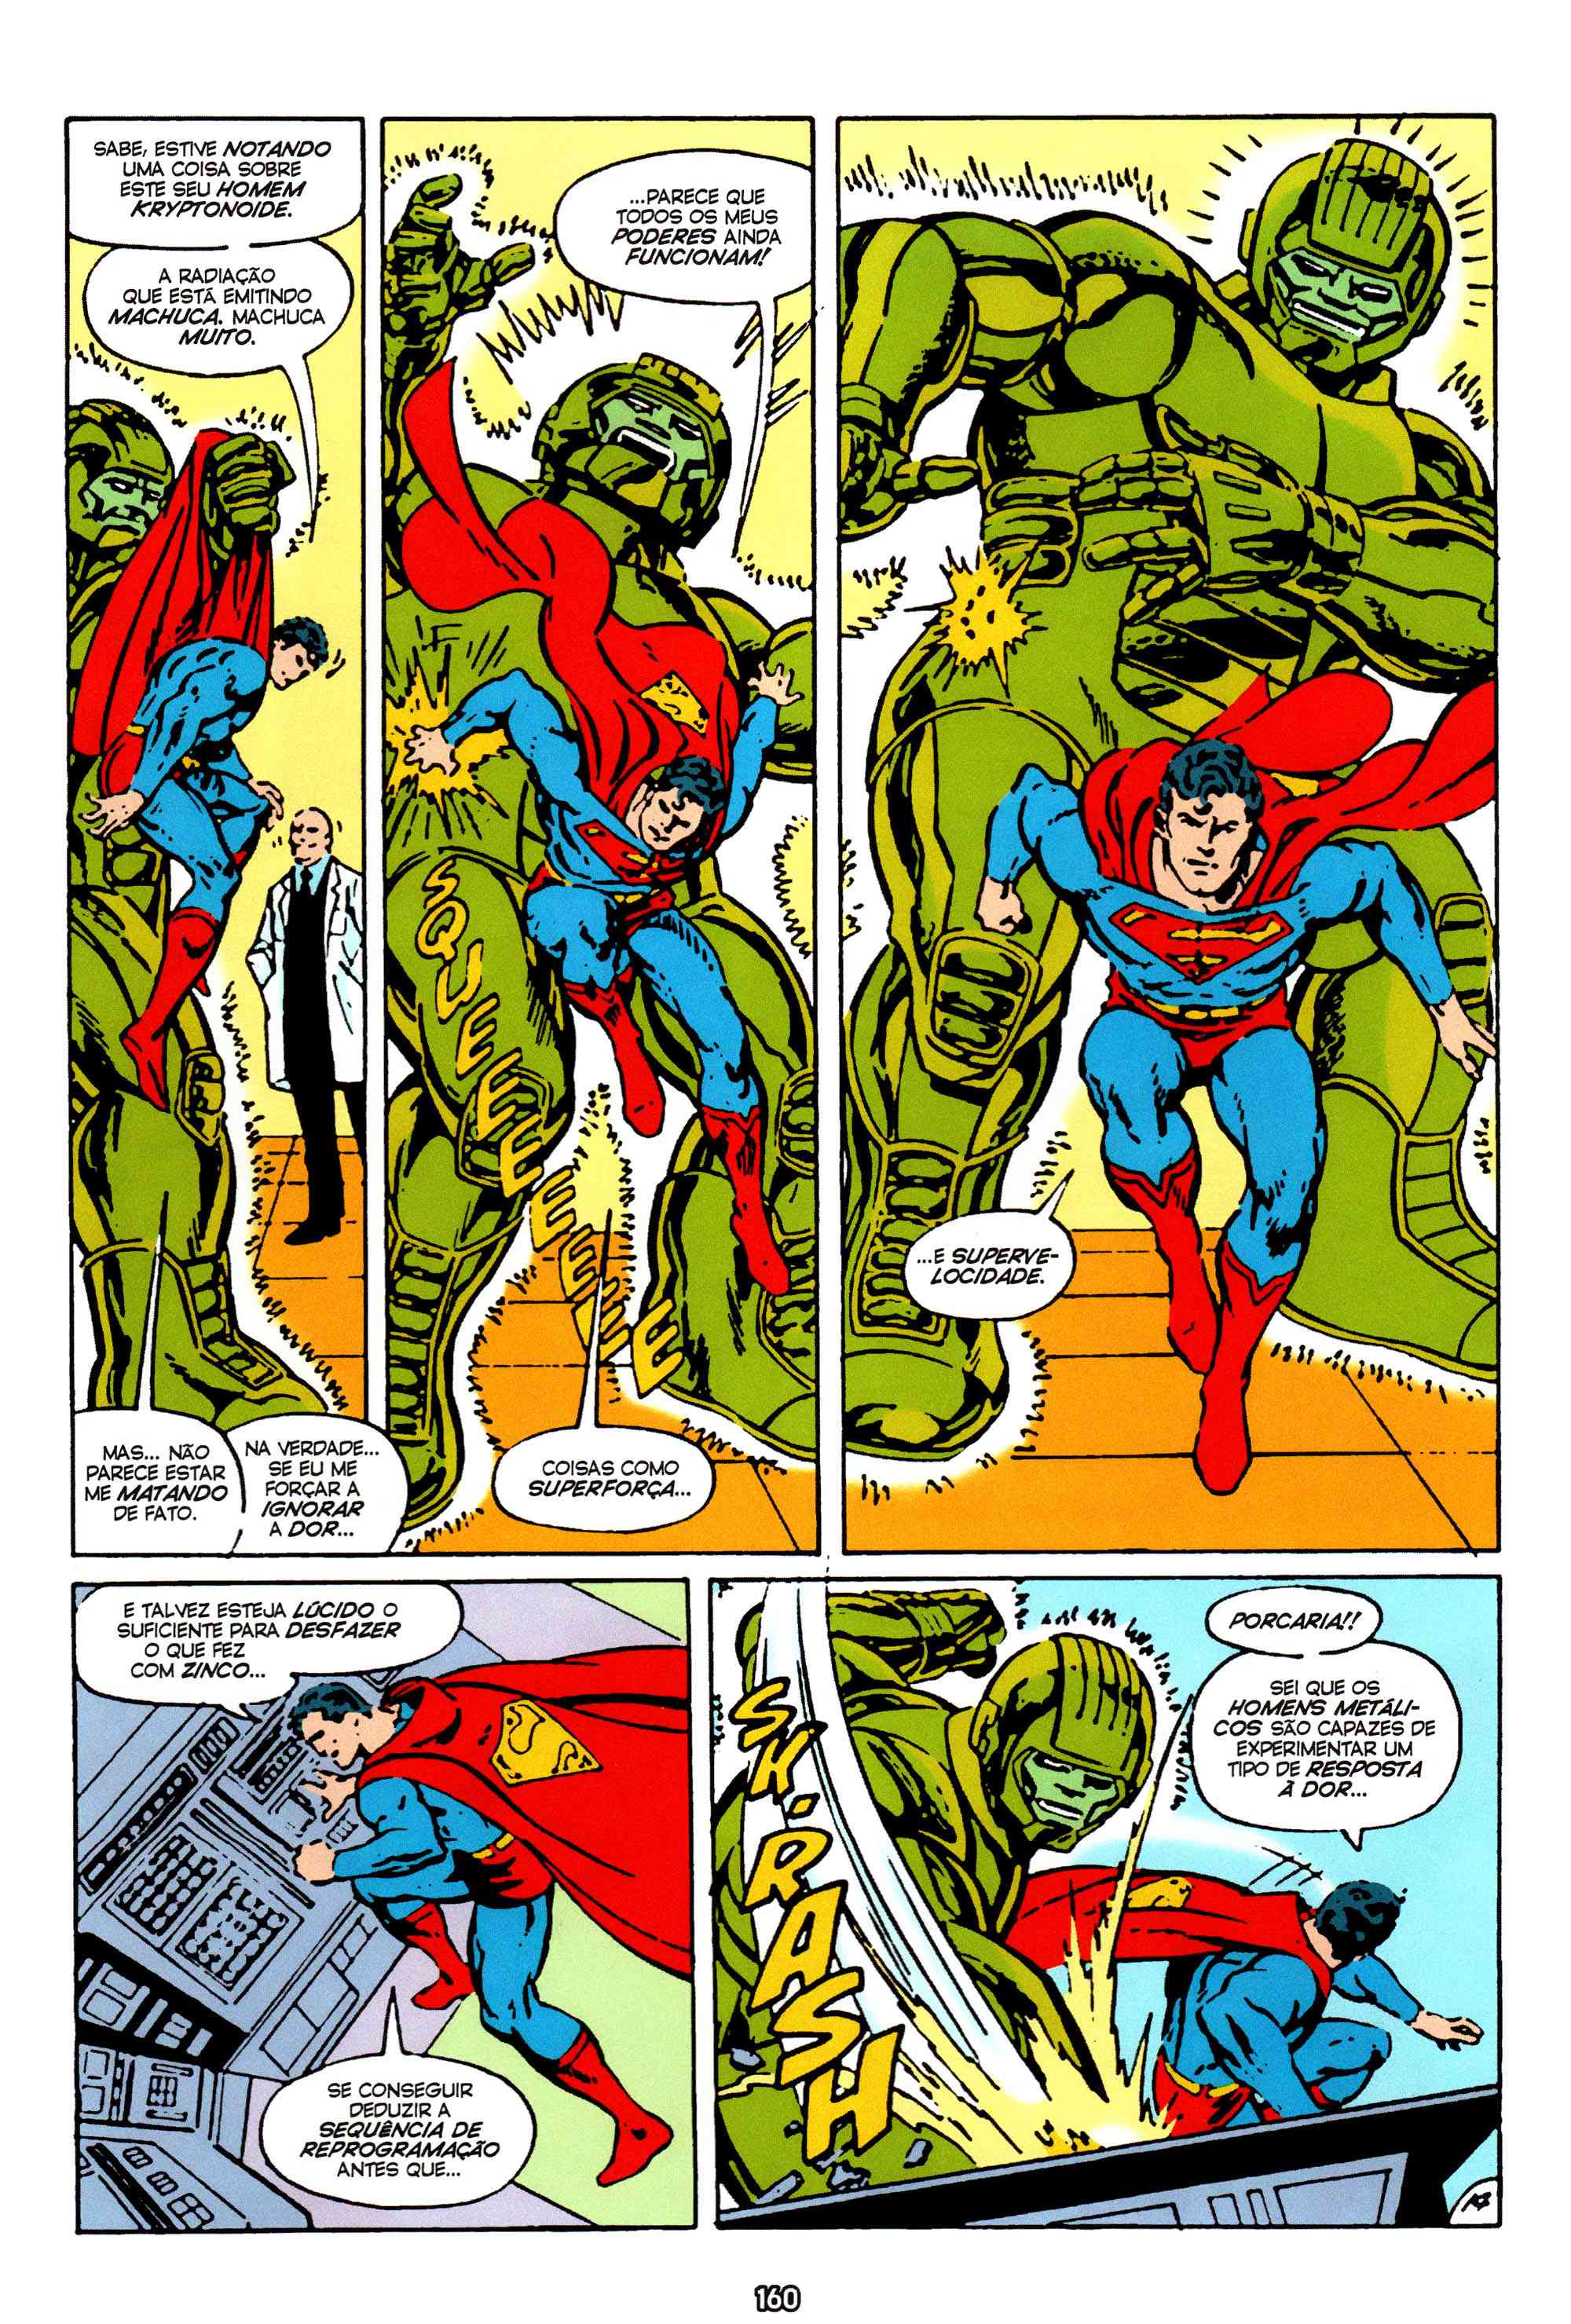 SABE, ESTIVE NOTANDO
UMA COISA SOBRE
ESTE SEU HOMEM
KRYPTONOIDE.
A RADIAÇÃO
QUE ESTÁ EMITINDO
MACHUCA. MACHUCA
MUITO.
MAS... NÃO
PARECE ESTAR
ME MATANDO
DE FATO.
NA VERDADE...
SE EU ME
FORÇAR A
IGNORAR
A DOR...
...PARECE QUE
TODOS OS MEUS
PODERES AINDA
FUNCIONAM!
SQUEEEEEEEEEE
COISAS COMO
SUPERFORÇA...
...E SUPERVE-
LOCIDADE.
E TALVEZ ESTEJA LÚCIDO O
SUFICIENTE PARA DESFAZER
O QUE FEZ
COM ZINCO...
SE CONSEGUIR
DEDUZIR A
SEQUÊNCIA DE
REPROGRAMAÇÃO
ANTES QUE...
SK-RASH
PORCARIA!!
SEI QUE OS
HOMENS METÁLI-
COS SÃO CAPAZES DE
EXPERIMENTAR UM
TIPO DE RESPOSTA
À DOR...
14
160